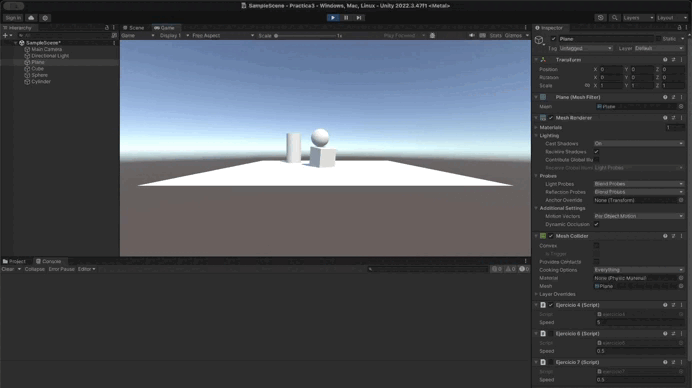 SampleScene - Practica3 - Windows, Mac, Linux - Unity 2022.3.47f1 <Metal>
Sign in
Layers
Layout
Hierarchy
Scene
Game
Inspector
All
Game
Display 1
Free Aspect
Scale
1x
Play Focused
Stats
Gizmos
SampleScene*
Main Camera
Directional Light
Plane
Cube
Sphere
Cylinder
Plane
Static
Tag Untagged
Layer Default
Transform
Position X 0 Y 0 Z 0
Rotation X 0 Y 0 Z 0
Scale X 1 Y 1 Z 1
Plane (Mesh Filter)
Mesh Plane
Mesh Renderer
Materials 1
Lighting
Cast Shadows On
Receive Shadows
Contribute Global Illu
Receive Global Illumi Light Probes
Probes
Light Probes Blend Probes
Reflection Probes Blend Probes
Anchor Override None (Transform)
Additional Settings
Motion Vectors Per Object Motion
Dynamic Occlusion
Mesh Collider
Convex
Is Trigger
Provides Contacts
Cooking Options Everything
Material None (Physic Material)
Mesh Plane
Layer Overrides
Ejercicio 4 (Script)
Script ejercicio4
Speed 5
Ejercicio 6 (Script)
Script ejercicio6
Speed 0.5
Ejercicio 7 (Script)
Script ejercicio7
Speed 0.5
Project
Console
Clear
Collapse
Error Pause
Editor
0
0
0